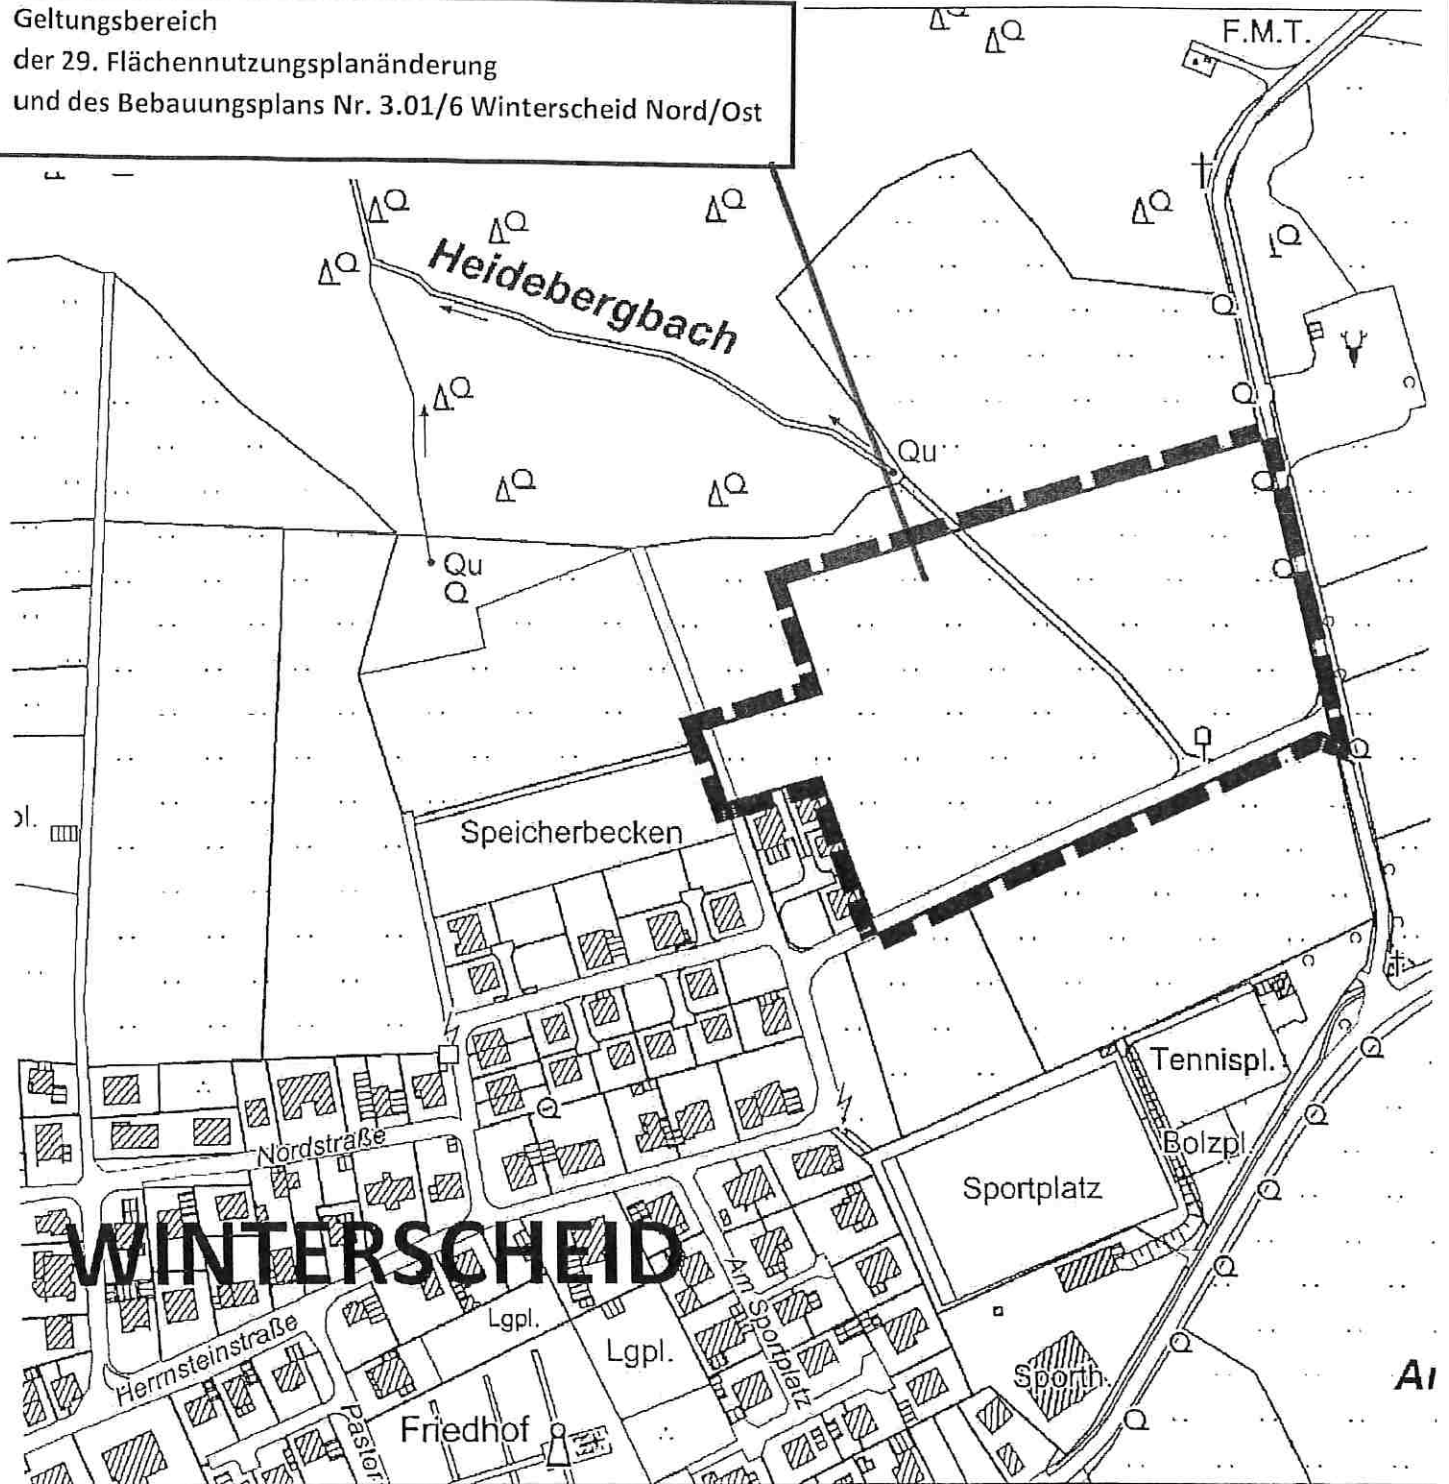 Geltungsbereich
der 29. Flächennutzungsplanänderung
und des Bebauungsplans Nr. 3.01/6 Winterscheid Nord/Ost
F.M.T.
Heidebergbach
Qu
Qu
Speicherbecken
Tennispl.
Bolzpl.
Nordstraße
Sportplatz
WINTERSCHEID
Am Sportplatz
Lgpl.
Herrnsteinstraße
Lgpl.
Sporth.
Friedhof